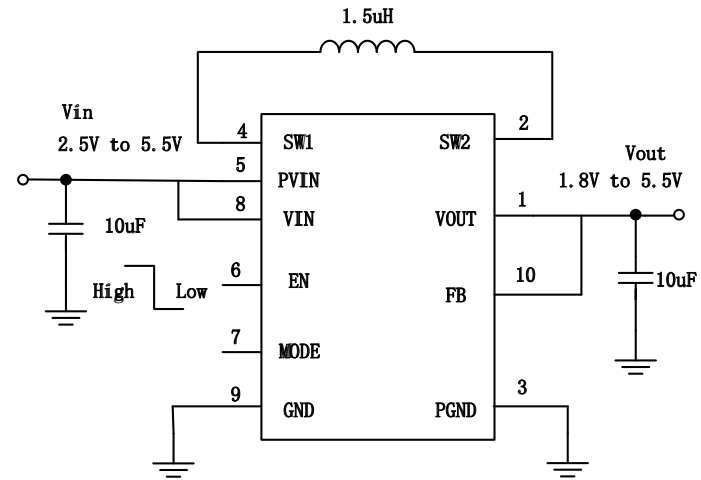 1.5uH
Vin
2.5V to 5.5V
4
SW1
SW2
2
Vout
1.8V to 5.5V
5
PVIN
8
VIN
VOUT
1
10uF
10uF
6
EN
High
Low
FB
10
7
MODE
9
GND
PGND
3